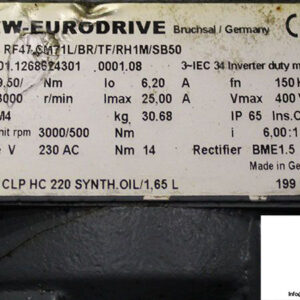 W-EURODRIVE Bruchsal / Germany
RF47 CM71L/BR/TF/RH1M/SB50
01.1268624301 .0001.08 3~IEC 34 Inverter duty m
9.50/ Nm Io 6,20 A fn 150
3000 r/min Imax 25,00 A Vmax 400
M4 kg 30.68 IP 65 Ins.C
nit rpm 3000/500 Nm i 6,00:1
V 230 AC Nm 14 Rectifier BME1.5
Made in Ger
CLP HC 220 SYNTH.OIL/1,65 L 199